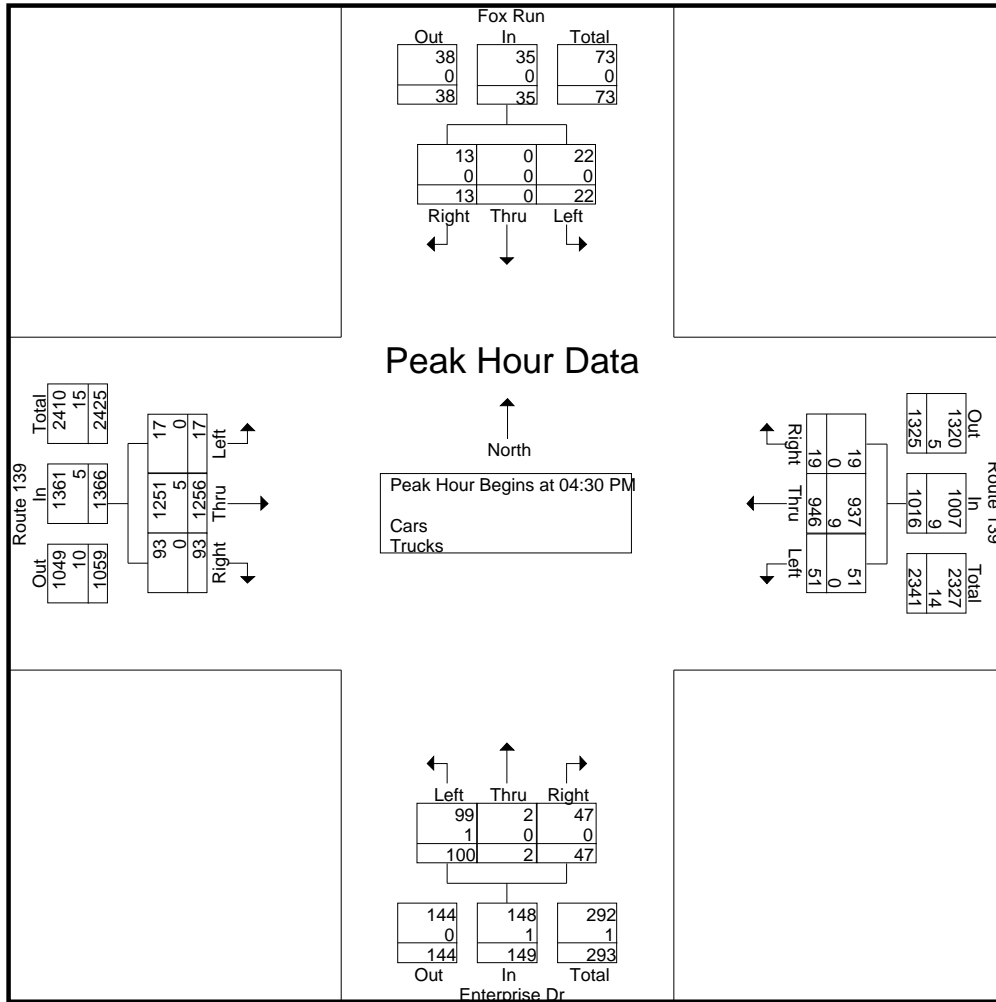 Fox Run
Out In Total
38 35 73
0 0 0
38 35 73
13 0 22
0 0 0
13 0 22
Right Thru Left
Peak Hour Data
North
Peak Hour Begins at 04:30 PM
Cars
Trucks
Route 139
Total
2410
15
2425
In
1361
5
1366
Out
1049
10
1059
Left
17
0
17
Thru
1251
5
1256
Right
93
0
93
Route 139
Out
1320
5
1325
In
1007
9
1016
Total
2327
14
2341
Right
19
0
19
Thru
937
9
946
Left
51
0
51
Left Thru Right
99 2 47
1 0 0
100 2 47
144 148 292
0 1 1
144 149 293
Out In Total
Enterprise Dr